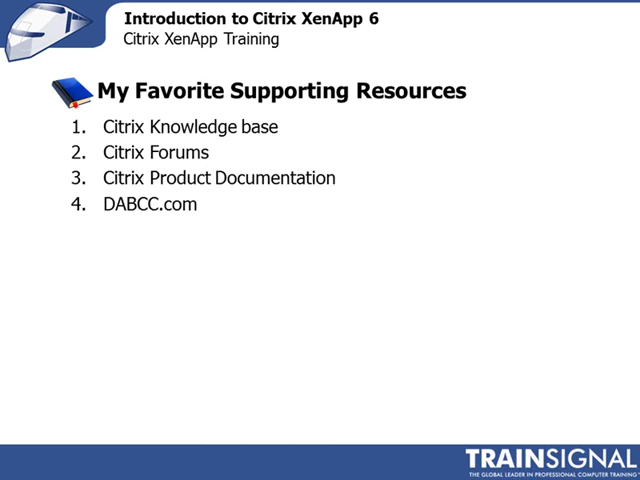 Introduction to Citrix XenApp 6
Citrix XenApp Training
My Favorite Supporting Resources
1. Citrix Knowledge base
2. Citrix Forums
3. Citrix Product Documentation
4. DABCC.com
TRAINSIGNAL
THE GLOBAL LEADER IN PROFESSIONAL COMPUTER TRAINING